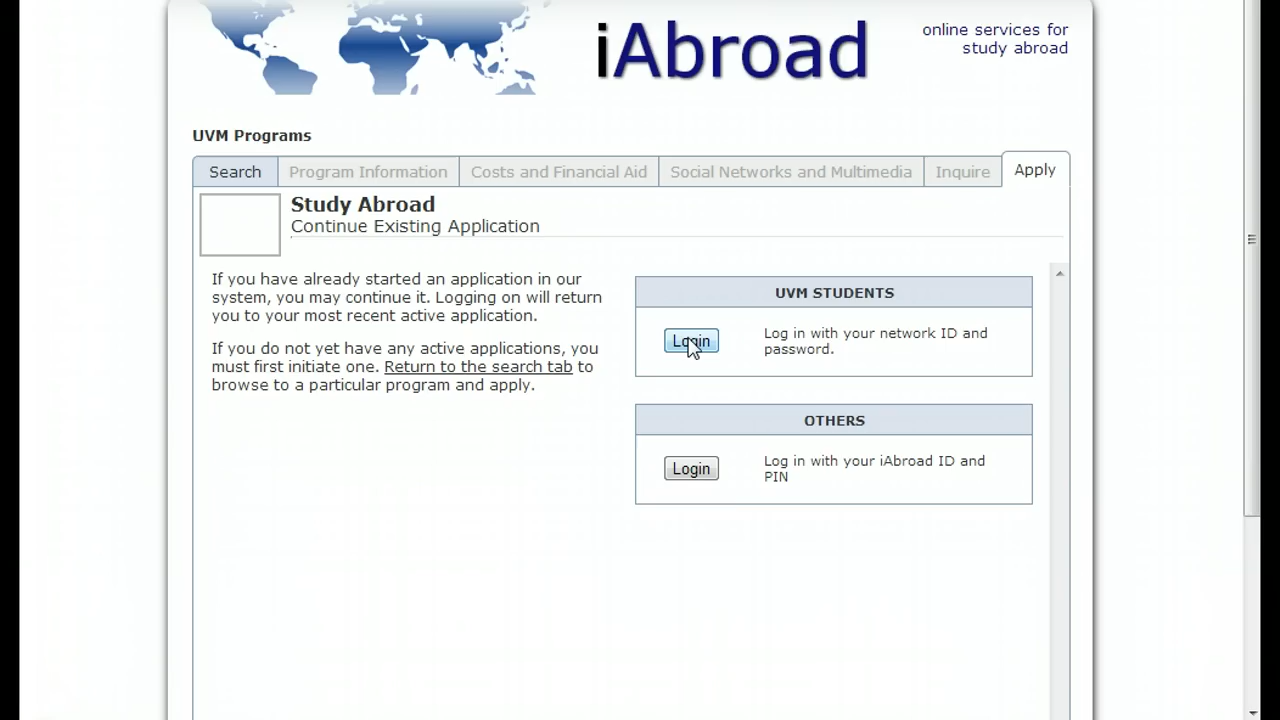 iAbroad
online services for
study abroad
UVM Programs
Search
Program Information
Costs and Financial Aid
Social Networks and Multimedia
Inquire
Apply
Study Abroad
Continue Existing Application
If you have already started an application in our
system, you may continue it. Logging on will return
you to your most recent active application.
If you do not yet have any active applications, you
must first initiate one. Return to the search tab to
browse to a particular program and apply.
UVM STUDENTS
Login
Log in with your network ID and
password.
OTHERS
Login
Log in with your iAbroad ID and
PIN